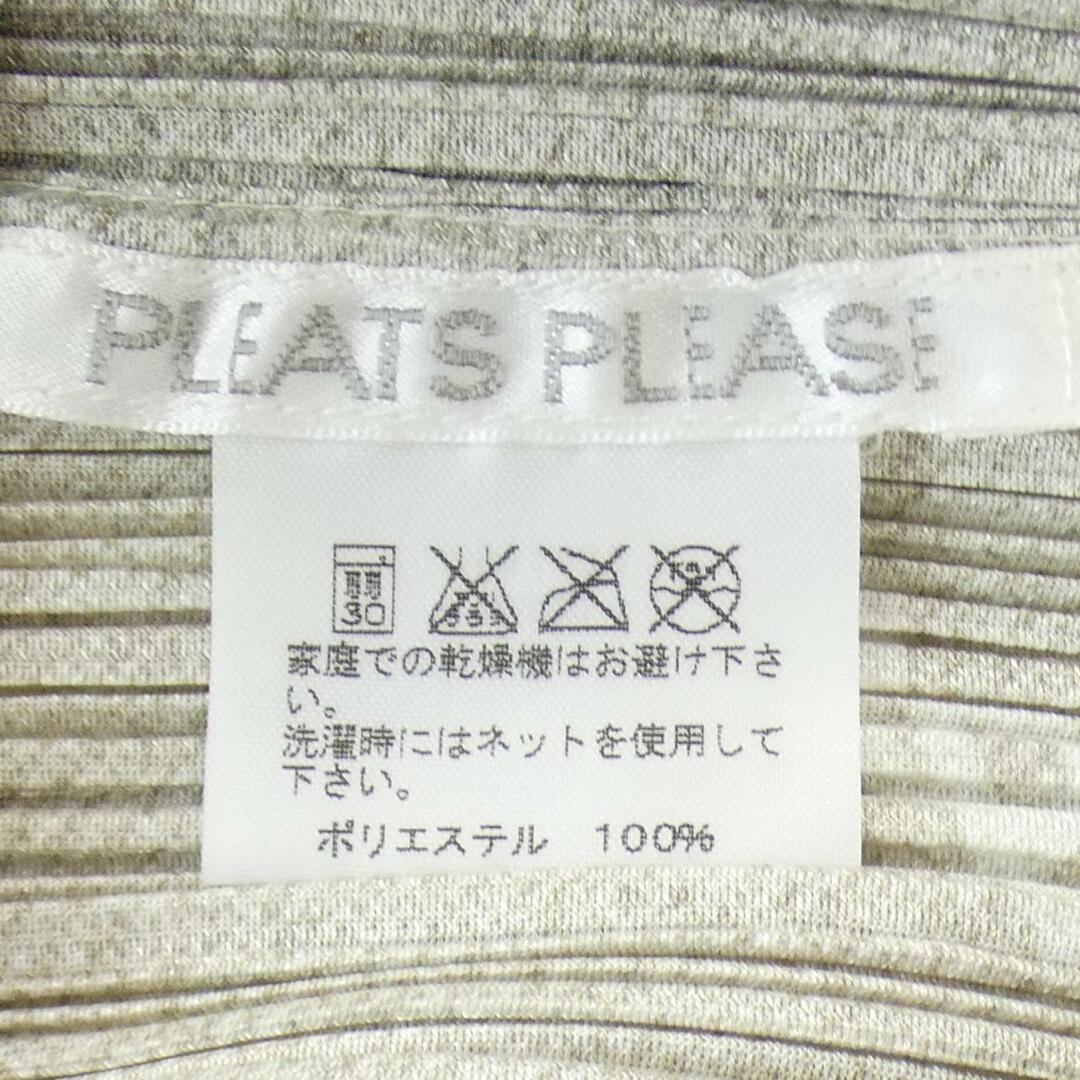 PLEATS PLEASE
30
家庭での乾燥機はお避け下さ
い。
洗濯時にはネットを使用して
下さい。
ポリエステル 100%